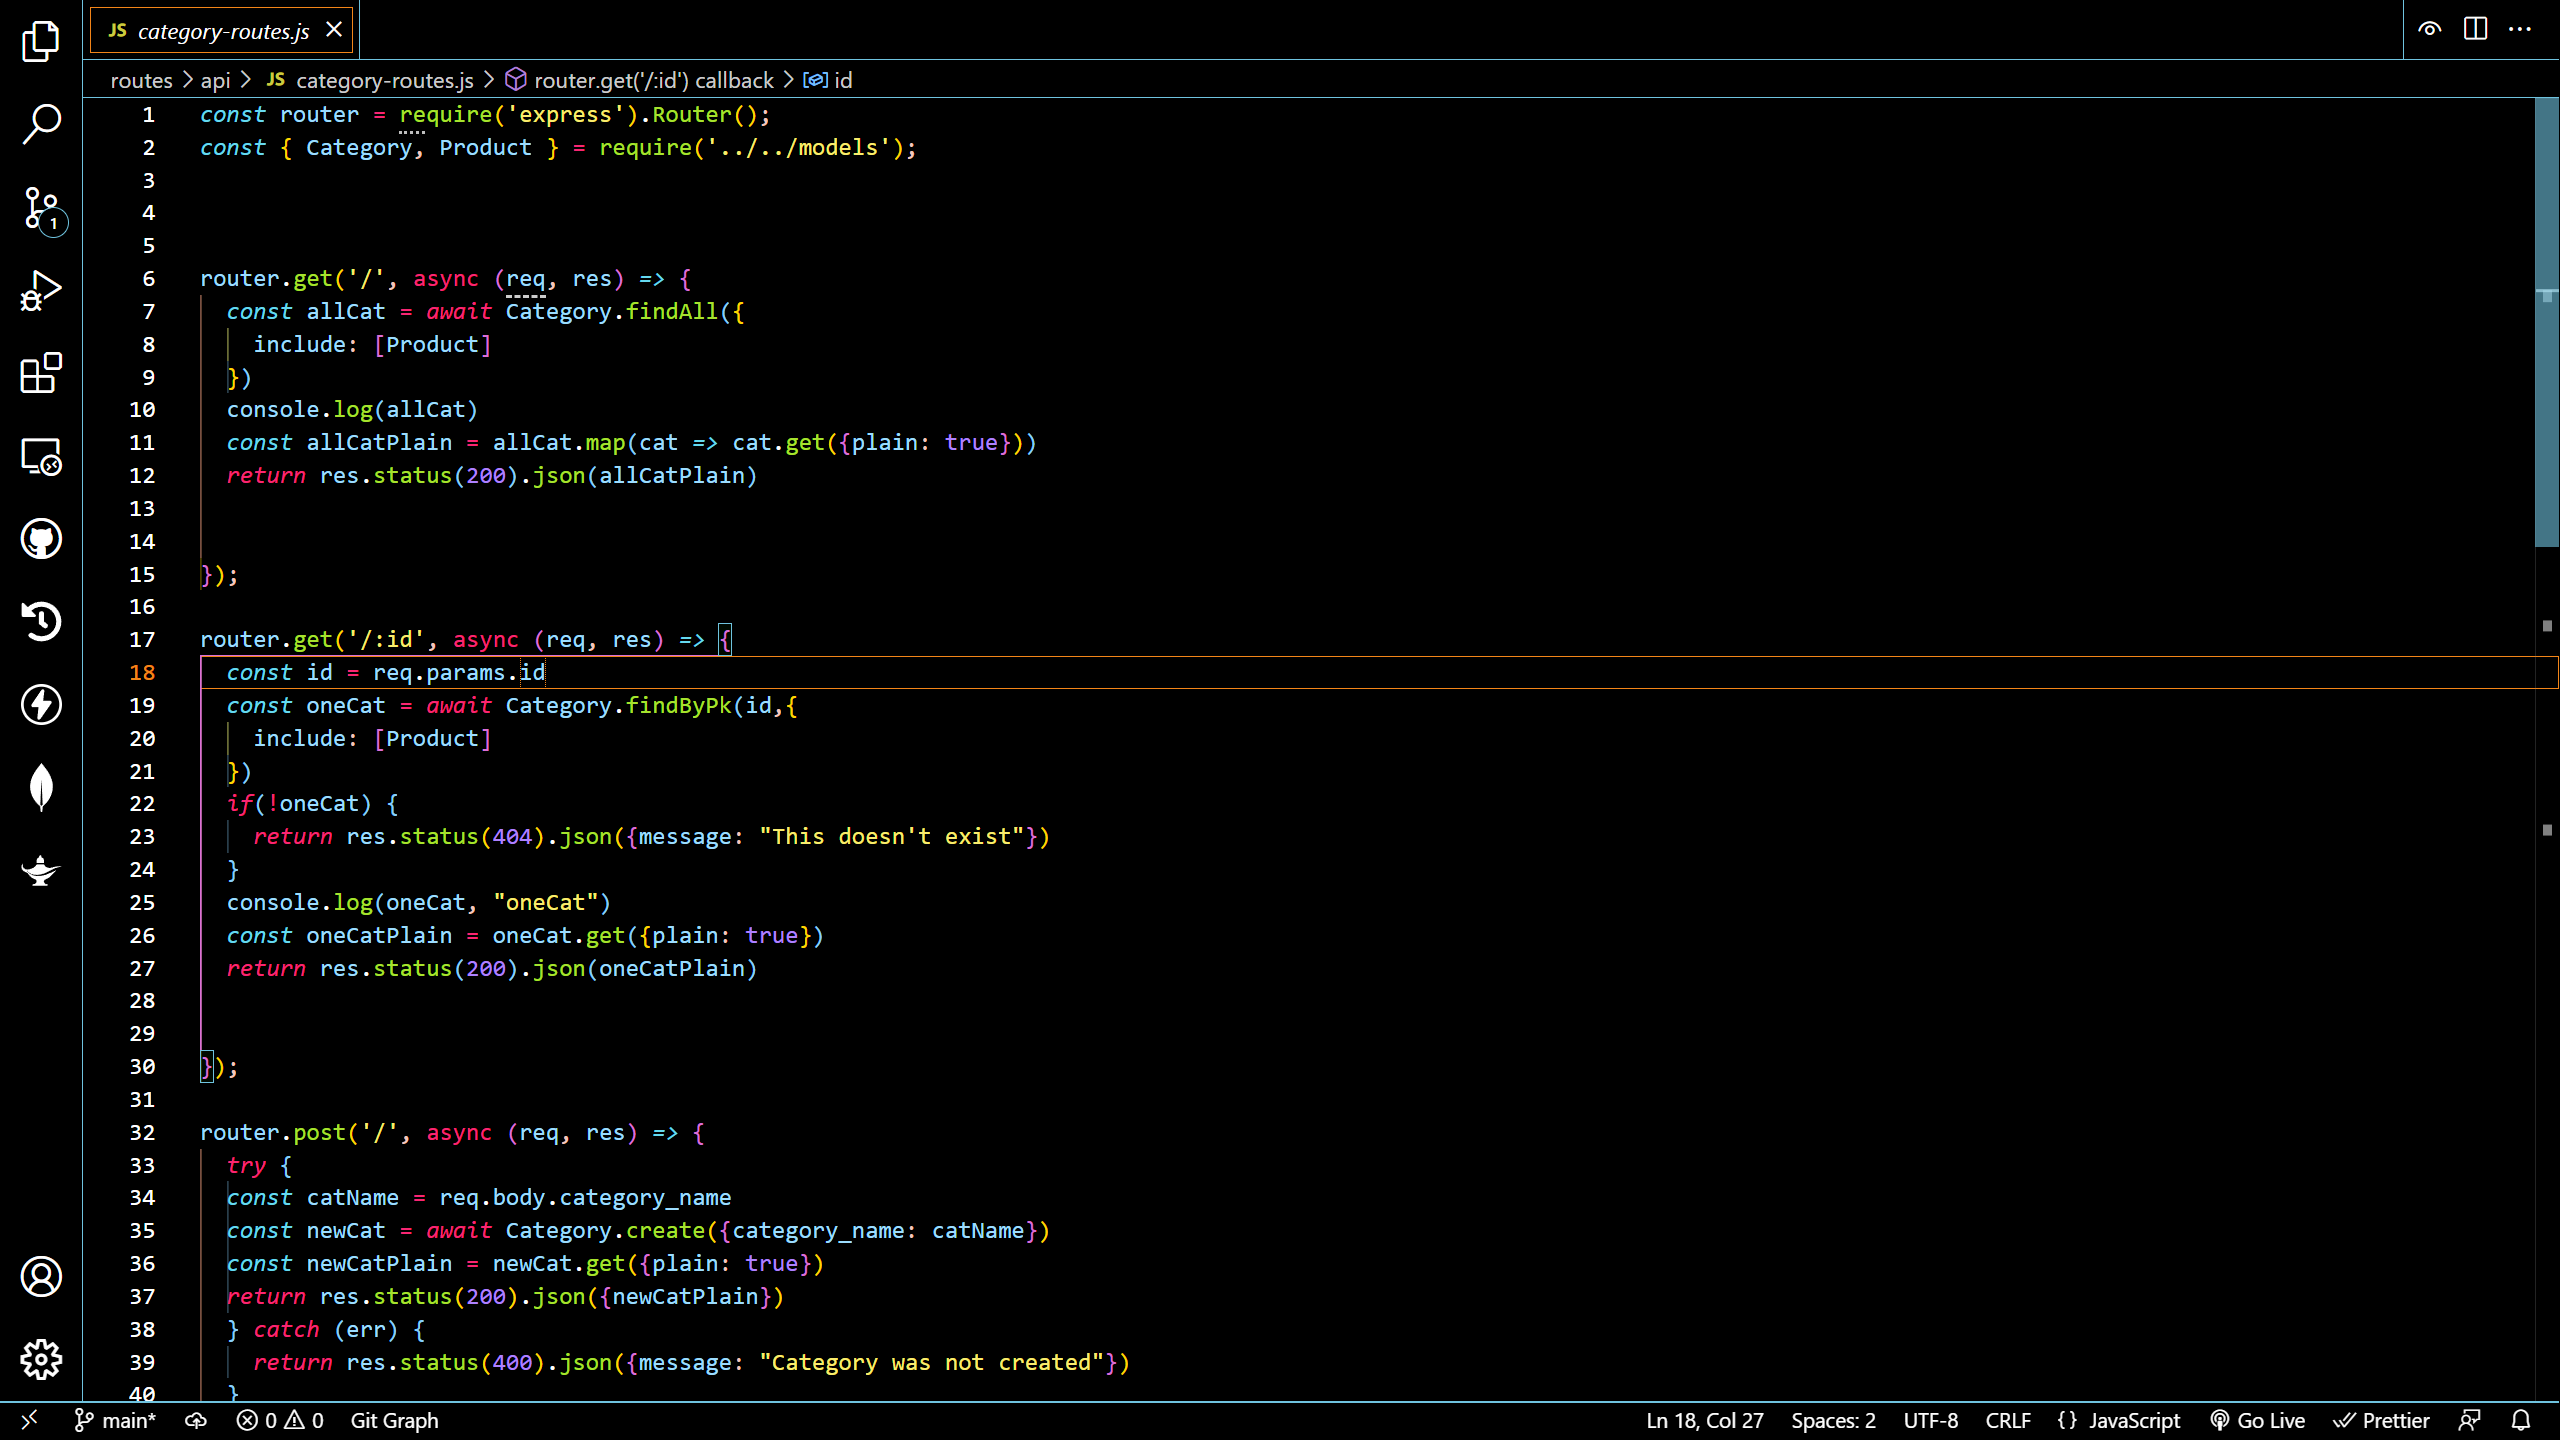 JS category-routes.js
routes > api > JS category-routes.js > router.get('/:id') callback > id
1 const router = require('express').Router();
2 const { Category, Product } = require('../../models');
3
4
5
6 router.get('/', async (req, res) => {
7 const allCat = await Category.findAll({
8 include: [Product]
9 })
10 console.log(allCat)
11 const allCatPlain = allCat.map(cat => cat.get({plain: true}))
12 return res.status(200).json(allCatPlain)
13
14
15 });
16
17 router.get('/:id', async (req, res) => {
18 const id = req.params.id
19 const oneCat = await Category.findByPk(id,{
20 include: [Product]
21 })
22 if(!oneCat) {
23 return res.status(404).json({message: "This doesn't exist"})
24 }
25 console.log(oneCat, "oneCat")
26 const oneCatPlain = oneCat.get({plain: true})
27 return res.status(200).json(oneCatPlain)
28
29
30 });
31
32 router.post('/', async (req, res) => {
33 try {
34 const catName = req.body.category_name
35 const newCat = await Category.create({category_name: catName})
36 const newCatPlain = newCat.get({plain: true})
37 return res.status(200).json({newCatPlain})
38 } catch (err) {
39 return res.status(400).json({message: "Category was not created"})
40 }
1
main* 0 0 Git Graph Ln 18, Col 27 Spaces: 2 UTF-8 CRLF {} JavaScript Go Live Prettier